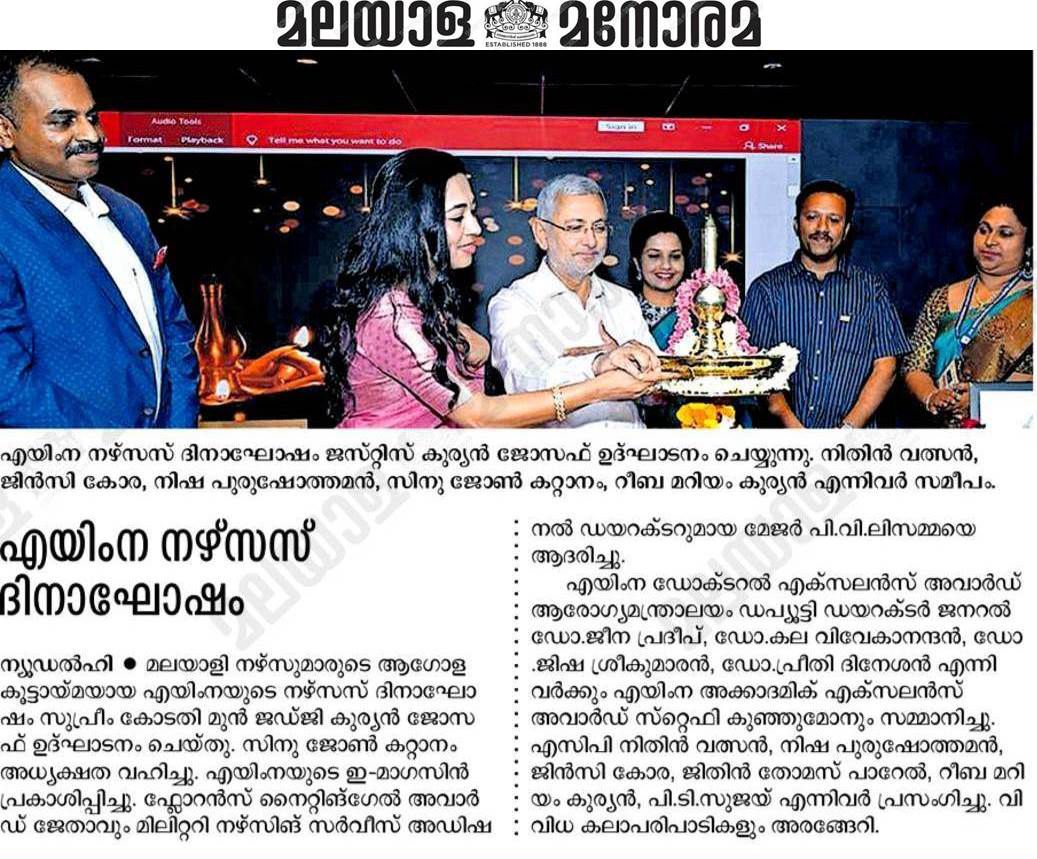 മലയാള മനോരമ
ESTABLISHED 1888
Audio Tools
Format Playback Tell me what you want to do
Sign in
Share
എയിംന നഴ്സസ് ദിനാഘോഷം ജസ്റ്റിസ് കുര്യൻ ജോസഫ് ഉദ്ഘാടനം ചെയ്യുന്നു. നിതിൻ വത്സൻ,
ജിൻസി കോര, നിഷ പുരുഷോത്തമൻ, സിനു ജോൺ കറ്റാനം, റീബ മറിയം കുര്യൻ എന്നിവർ സമീപം.
എയിംന നഴ്സസ്
ദിനാഘോഷം
ന്യൂഡൽഹി ● മലയാളി നഴ്സുമാരുടെ ആഗോള
കൂട്ടായ്മയായ എയിംനയുടെ നഴ്സസ് ദിനാഘോ
ഷം സുപ്രീം കോടതി മുൻ ജഡ്ജി കുര്യൻ ജോസ
ഫ് ഉദ്ഘാടനം ചെയ്തു. സിനു ജോൺ കറ്റാനം
അധ്യക്ഷത വഹിച്ചു. എയിംനയുടെ ഇ-മാഗസിൻ
പ്രകാശിപ്പിച്ചു. ഫ്ലോറൻസ് നൈറ്റിങ്ഗേൽ അവാർ
ഡ് ജേതാവും മിലിറ്ററി നഴ്സിങ് സർവീസ് അഡിഷ
നൽ ഡയറക്ടറുമായ മേജർ പി.വി.ലിസമ്മയെ
ആദരിച്ചു.
എയിംന ഡോക്ടറൽ എക്സലൻസ് അവാർഡ്
ആരോഗ്യമന്ത്രാലയം ഡപ്യൂട്ടി ഡയറക്ടർ ജനറൽ
ഡോ.ജീന പ്രദീപ്, ഡോ.കല വിവേകാനന്ദൻ, ഡോ
.ജിഷ ശ്രീകുമാരൻ, ഡോ.പ്രീതി ദിനേശൻ എന്നി
വർക്കും എയിംന അക്കാദമിക് എക്സലൻസ്
അവാർഡ് സ്റ്റെഫി കുഞ്ഞുമോനും സമ്മാനിച്ചു.
എസിപി നിതിൻ വത്സൻ, നിഷ പുരുഷോത്തമൻ,
ജിൻസി കോര, ജിതിൻ തോമസ് പാറേൽ, റീബ മറി
യം കുര്യൻ, പി.ടി.സുജയ് എന്നിവർ പ്രസംഗിച്ചു. വി
വിധ കലാപരിപാടികളും അരങ്ങേറി.